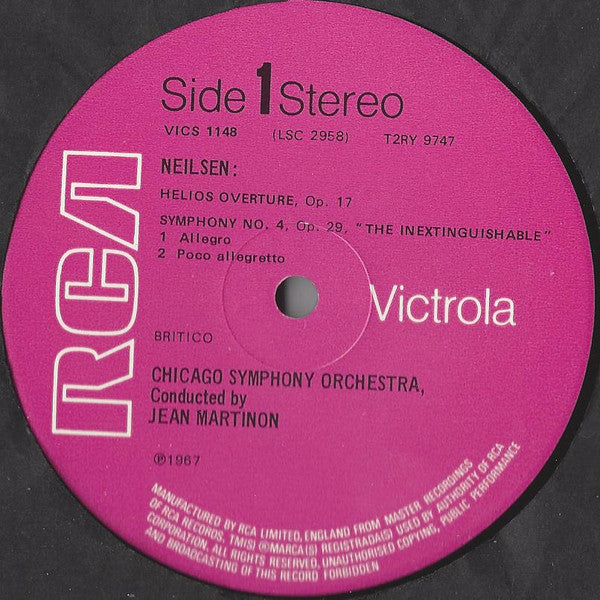 Side 1 Stereo
VICS 1148 (LSC 2958) T2RY 9747
NEILSEN:
HELIOS OVERTURE, Op. 17
SYMPHONY NO. 4, Op. 29, "THE INEXTINGUISHABLE"
1 Allegro
2 Poco allegretto
RCA
Victrola
BRITICO
CHICAGO SYMPHONY ORCHESTRA,
Conducted by
JEAN MARTINON
℗1967
MANUFACTURED BY RCA LIMITED, ENGLAND FROM MASTER RECORDINGS
OF RCA RECORDS. TM(S) ®MARCA(S) REGISTRADA(S) USED BY AUTHORITY OF RCA
CORPORATION. ALL RIGHTS RESERVED. UNAUTHORISED COPYING, PUBLIC PERFORMANCE
AND BROADCASTING OF THIS RECORD FORBIDDEN